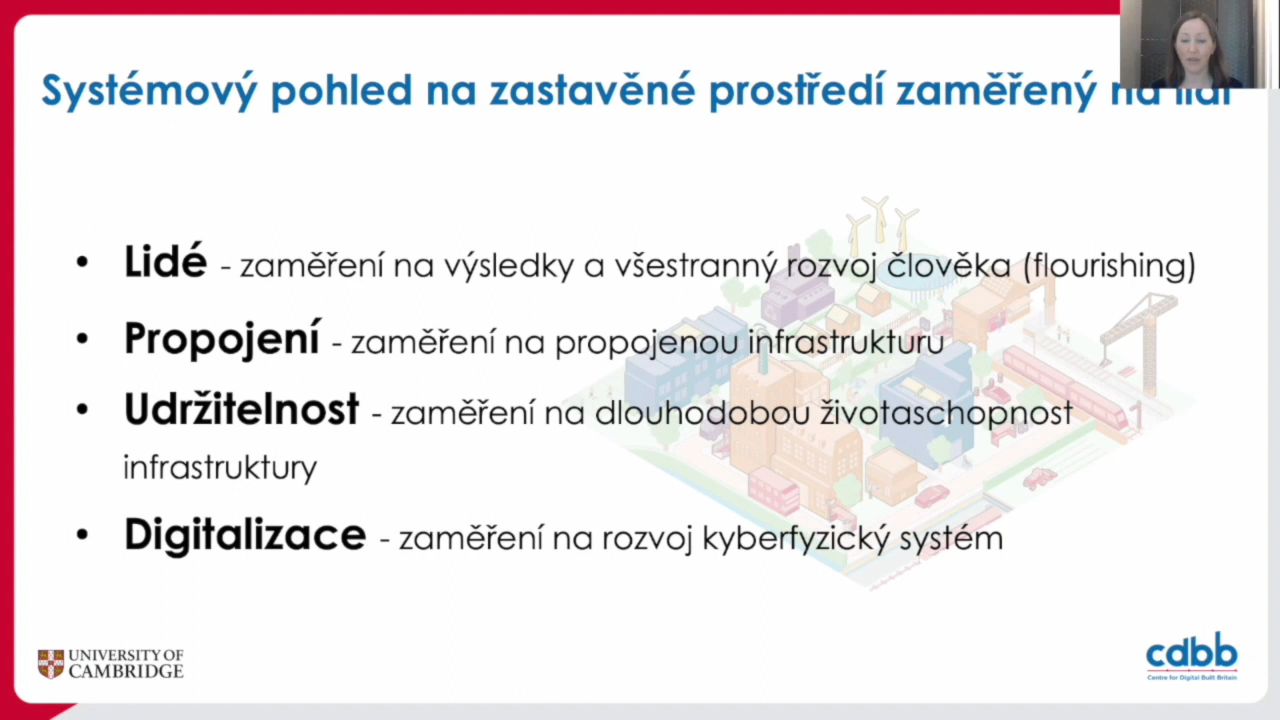 Systémový pohled na zastavěné prostředí zaměřený na lidi
• Lidé - zaměření na výsledky a všestranný rozvoj člověka (flourishing)
• Propojení - zaměření na propojenou infrastrukturu
• Udržitelnost - zaměření na dlouhodobou životaschopnost
infrastruktury
• Digitalizace - zaměření na rozvoj kyberfyzický systém
UNIVERSITY OF
CAMBRIDGE
cdbb
Centre for Digital Built Britain